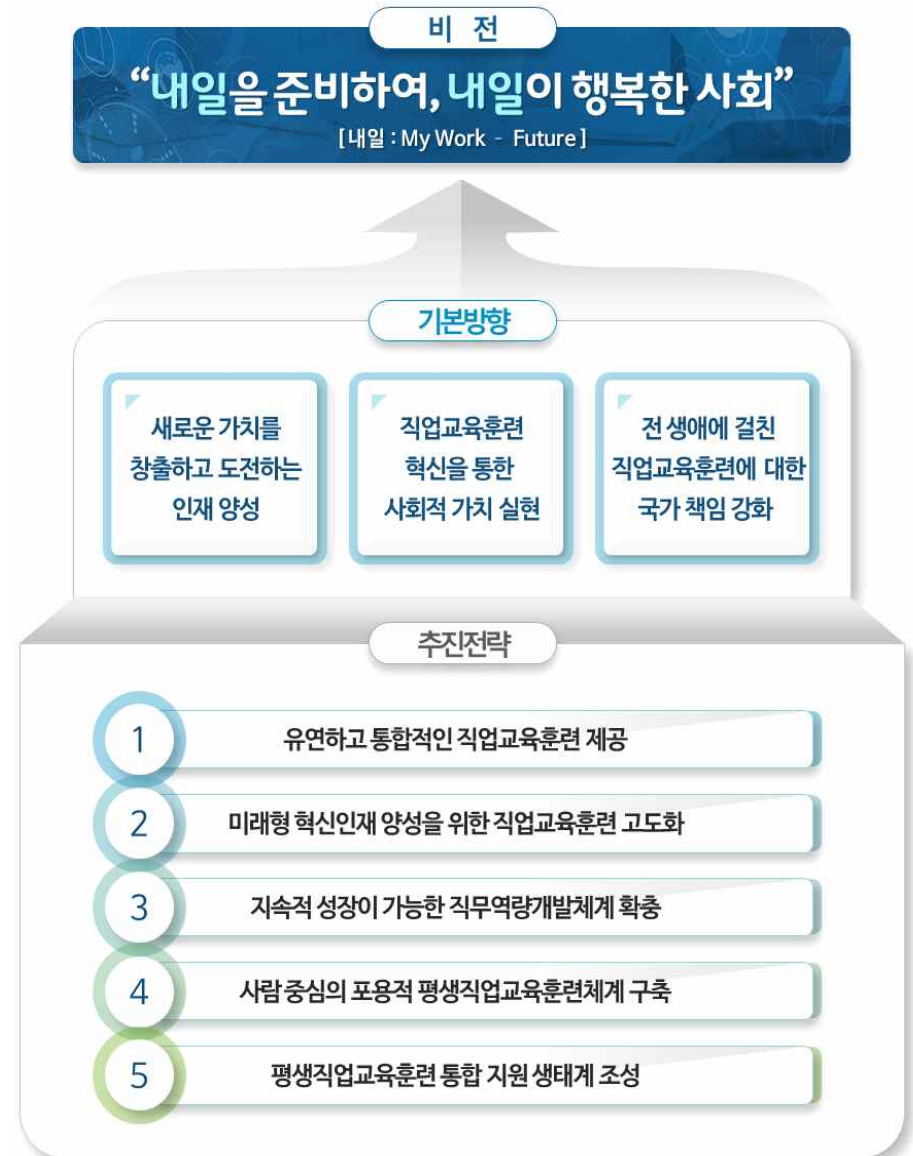 비 전
“내일을 준비하여, 내일이 행복한 사회”
[내일 : My Work - Future]
기본방향
새로운 가치를
창출하고 도전하는
인재 양성
직업교육훈련
혁신을 통한
사회적 가치 실현
전 생애에 걸친
직업교육훈련에 대한
국가 책임 강화
추진전략
1 유연하고 통합적인 직업교육훈련 제공
2 미래형 혁신인재 양성을 위한 직업교육훈련 고도화
3 지속적 성장이 가능한 직무역량개발체계 확충
4 사람 중심의 포용적 평생직업교육훈련체계 구축
5 평생직업교육훈련 통합 지원 생태계 조성